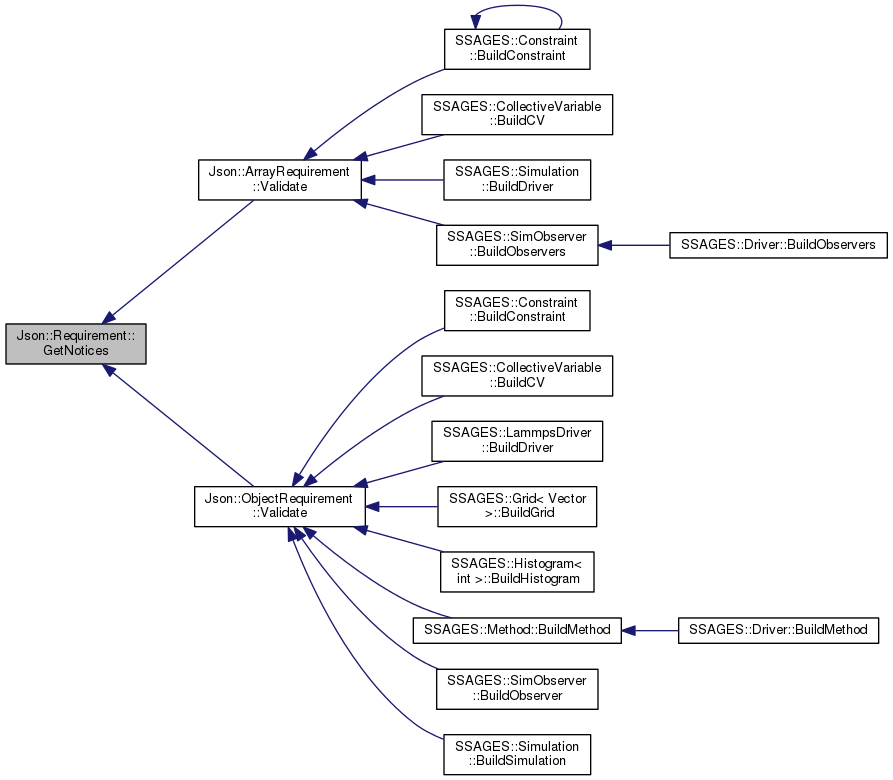 SSAGES::Constraint
::BuildConstraint
SSAGES::CollectiveVariable
::BuildCV
Json::ArrayRequirement
::Validate
SSAGES::Simulation
::BuildDriver
SSAGES::SimObserver
::BuildObservers
SSAGES::Driver::BuildObservers
Json::Requirement::
GetNotices
SSAGES::Constraint
::BuildConstraint
SSAGES::CollectiveVariable
::BuildCV
SSAGES::LammpsDriver
::BuildDriver
Json::ObjectRequirement
::Validate
SSAGES::Grid< Vector
>::BuildGrid
SSAGES::Histogram<
int >::BuildHistogram
SSAGES::Method::BuildMethod
SSAGES::Driver::BuildMethod
SSAGES::SimObserver
::BuildObserver
SSAGES::Simulation
::BuildSimulation